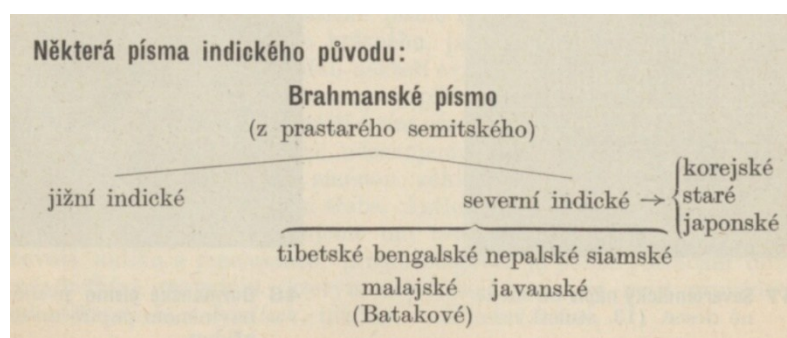 Některá písma indického původu:
Brahmanské písmo
(z prastarého semitského)
jižní indické
severní indické →
korejské
staré
japonské
tibetské bengalské nepalské siamské
malajské javanské
(Batakové)